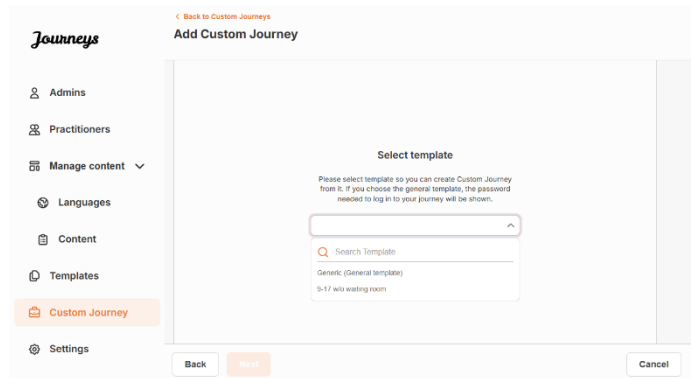 < Back to Custom Journeys
Journeys
Add Custom Journey
Admins
Practitioners
Manage content
Languages
Content
Templates
Custom Journey
Settings
Select template
Please select template so you can create Custom Journey
from it. If you choose the general template, the password
needed to log in to your journey will be shown.
Search Template
Generic (General template)
5-17 w/o waiting room
Back
Next
Cancel